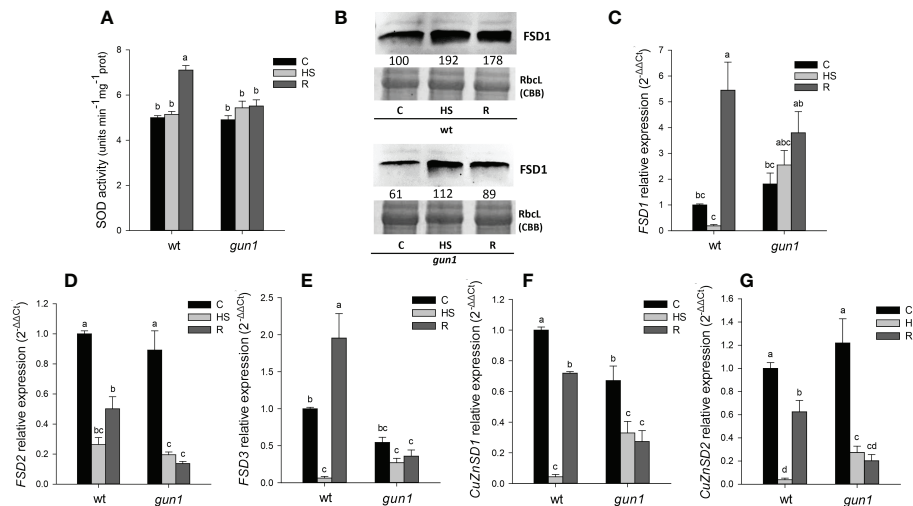 A
SOD activity (units min⁻¹mg⁻¹prot)
10
8
6
4
2
0
C
HS
R
b b a
b b b
wt gun1
B
FSD1
100 192 178
RbcL
(CBB)
C HS R
wt
FSD1
61 112 89
RbcL
(CBB)
C HS R
gun1
C
FSD1 relative expression (2⁻ΔΔCt)
7
6
5
4
3
2
1
0
C
HS
R
bc c a
bc abc ab
wt gun1
D
FSD2 relative expression (2⁻ΔΔCt)
1.2
1.0
0.8
0.6
0.4
0.2
0.0
C
HS
R
a bc b
a c c
wt gun1
E
FSD3 relative expression (2⁻ΔΔCt)
2.5
2.0
1.5
1.0
0.5
0.0
C
HS
R
b c a
bc c c
wt gun1
F
CuZnSD1 relative expression (2⁻ΔΔCt)
1.2
1.0
0.8
0.6
0.4
0.2
0.0
C
HS
R
a c b
b c c
wt gun1
G
CuZnSD2 relative expression (2⁻ΔΔCt)
1.6
1.4
1.2
1.0
0.8
0.6
0.4
0.2
0.0
C
HS
R
a d b
a c cd
wt gun1